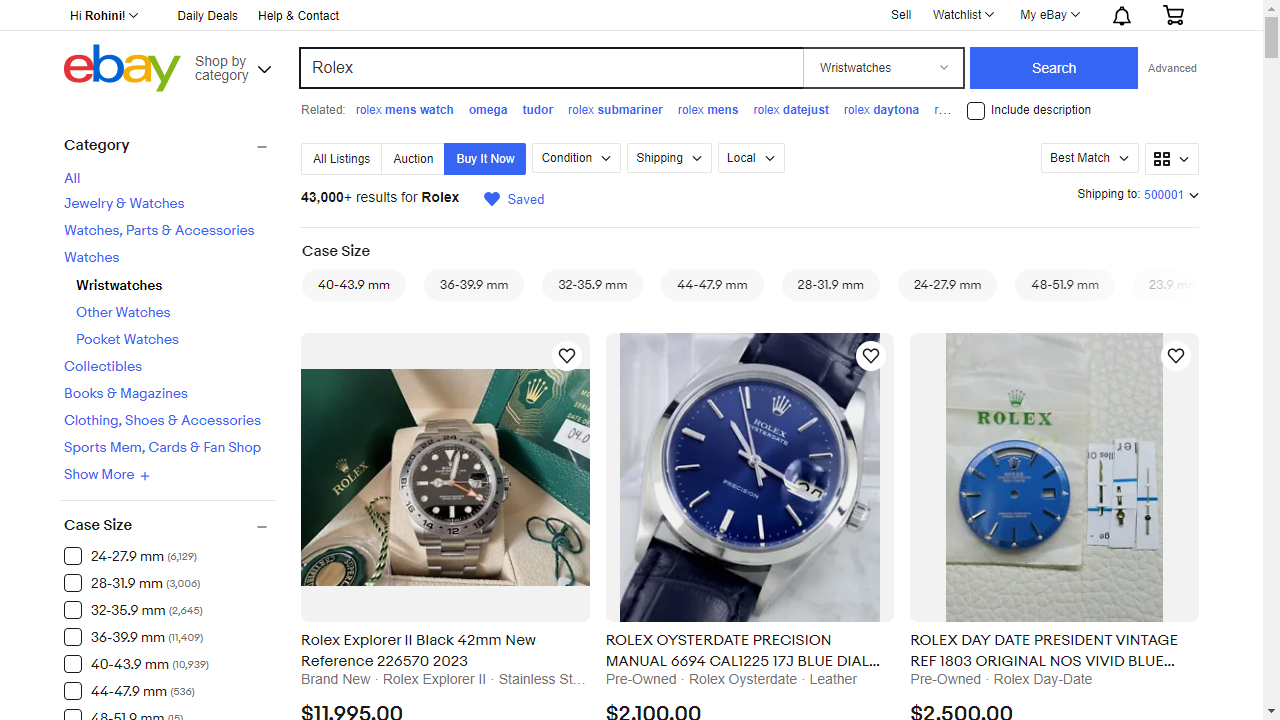 Hi Rohini!
Daily Deals
Help & Contact
Sell
Watchlist
My eBay
ebay
Shop by
category
Rolex
Wristwatches
Search
Advanced
Related: rolex mens watch omega tudor rolex submariner rolex mens rolex datejust rolex daytona r...
Include description
Category
All
Jewelry & Watches
Watches, Parts & Accessories
Watches
Wristwatches
Other Watches
Pocket Watches
Collectibles
Books & Magazines
Clothing, Shoes & Accessories
Sports Mem, Cards & Fan Shop
Show More
Case Size
24-27.9 mm (6,129)
28-31.9 mm (3,006)
32-35.9 mm (2,645)
36-39.9 mm (11,409)
40-43.9 mm (10,939)
44-47.9 mm (536)
48-51.9 mm (15)
All Listings
Auction
Buy It Now
Condition
Shipping
Local
Best Match
43,000+ results for Rolex
Saved
Shipping to: 500001
Case Size
40-43.9 mm
36-39.9 mm
32-35.9 mm
44-47.9 mm
28-31.9 mm
24-27.9 mm
48-51.9 mm
23.9
ROLEX
Rolex Explorer II Black 42mm New
Reference 226570 2023
Brand New · Rolex Explorer II · Stainless St...
$11,995.00
ROLEX
OYSTERDATE
PRECISION
ROLEX OYSTERDATE PRECISION
MANUAL 6694 CAL1225 17J BLUE DIAL...
Pre-Owned · Rolex Oysterdate · Leather
$2,100.00
ROLEX
ROLEX DAY DATE PRESIDENT VINTAGE
REF 1803 ORIGINAL NOS VIVID BLUE...
Pre-Owned · Rolex Day-Date
$2,500.00